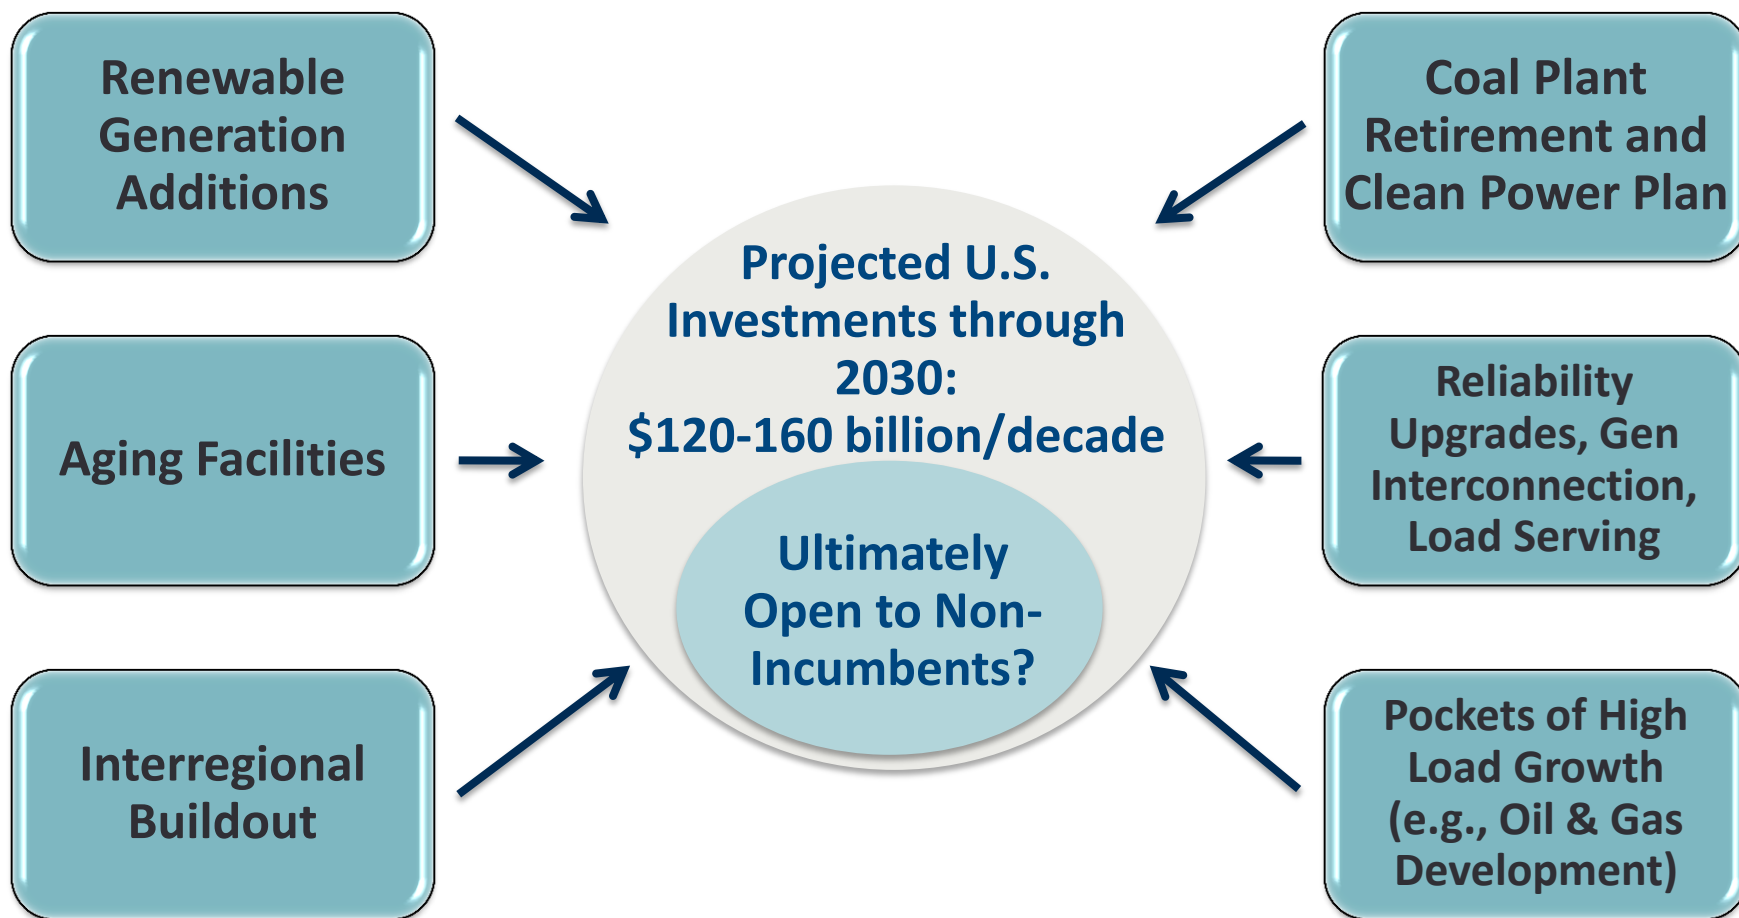 Renewable
Generation
Additions
Aging Facilities
Interregional
Buildout
Projected U.S.
Investments through
2030:
$120-160 billion/decade
Ultimately
Open to Non-
Incumbents?
Coal Plant
Retirement and
Clean Power Plan
Reliability
Upgrades, Gen
Interconnection,
Load Serving
Pockets of High
Load Growth
(e.g., Oil & Gas
Development)